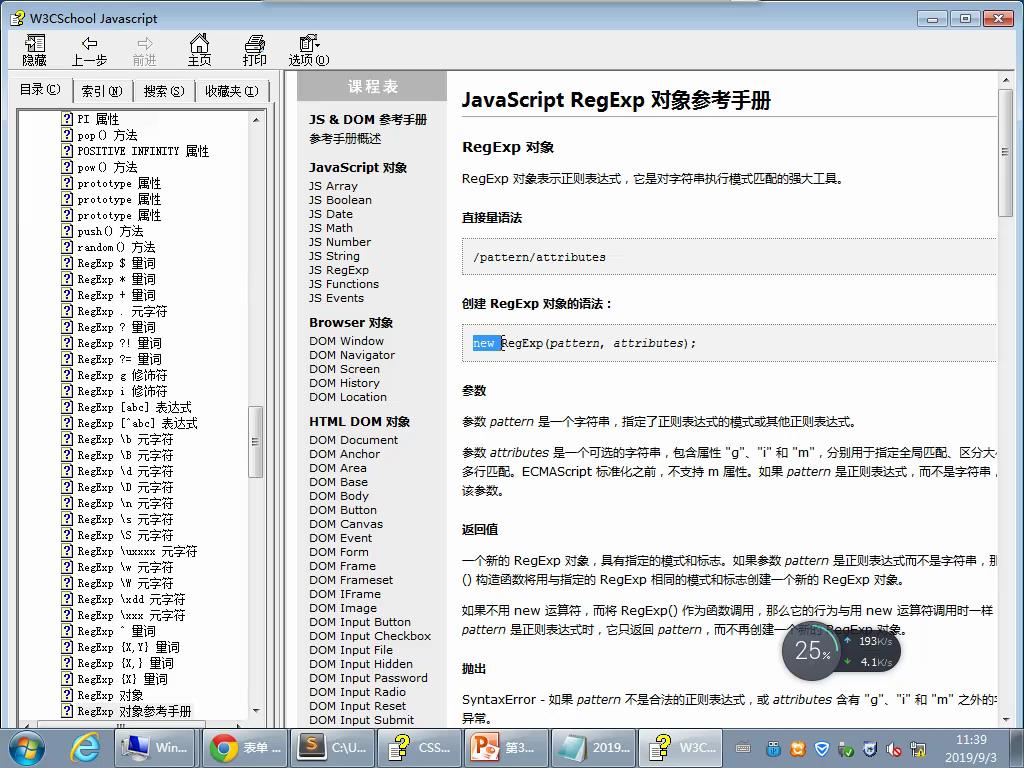 W3CSchool Javascript
隐藏
上一步
前进
主页
打印
选项(O)
目录(C)
索引(N)
搜索(S)
收藏夹(I)
PI 属性
pop() 方法
POSITIVE_INFINITY 属性
pow() 方法
prototype 属性
prototype 属性
prototype 属性
push() 方法
random() 方法
RegExp $ 量词
RegExp * 量词
RegExp + 量词
RegExp . 元字符
RegExp ? 量词
RegExp ?! 量词
RegExp ?= 量词
RegExp g 修饰符
RegExp i 修饰符
RegExp [abc] 表达式
RegExp [^abc] 表达式
RegExp \b 元字符
RegExp \B 元字符
RegExp \d 元字符
RegExp \D 元字符
RegExp \n 元字符
RegExp \s 元字符
RegExp \S 元字符
RegExp \uxxxx 元字符
RegExp \w 元字符
RegExp \W 元字符
RegExp \xdd 元字符
RegExp \xxx 元字符
RegExp ^ 量词
RegExp {X,Y} 量词
RegExp {X,} 量词
RegExp {X} 量词
RegExp 对象
RegExp 对象参考手册
课程表
JS & DOM 参考手册
参考手册概述
JavaScript 对象
JS Array
JS Boolean
JS Date
JS Math
JS Number
JS String
JS RegExp
JS Functions
JS Events
Browser 对象
DOM Window
DOM Navigator
DOM Screen
DOM History
DOM Location
HTML DOM 对象
DOM Document
DOM Anchor
DOM Area
DOM Base
DOM Body
DOM Button
DOM Canvas
DOM Event
DOM Form
DOM Frame
DOM Frameset
DOM IFrame
DOM Image
DOM Input Button
DOM Input Checkbox
DOM Input File
DOM Input Hidden
DOM Input Password
DOM Input Radio
DOM Input Reset
DOM Input Submit
JavaScript RegExp 对象参考手册
RegExp 对象
RegExp 对象表示正则表达式，它是对字符串执行模式匹配的强大工具。
直接量语法
/pattern/attributes
创建 RegExp 对象的语法：
new RegExp(pattern, attributes);
参数
参数 pattern 是一个字符串，指定了正则表达式的模式或其他正则表达式。
参数 attributes 是一个可选的字符串，包含属性 "g"、"i" 和 "m"，分别用于指定全局匹配、区分大
多行匹配。ECMAScript 标准化之前，不支持 m 属性。如果 pattern 是正则表达式，而不是字符串，
该参数。
返回值
一个新的 RegExp 对象，具有指定的模式和标志。如果参数 pattern 是正则表达式而不是字符串，
() 构造函数将用与指定的 RegExp 相同的模式和标志创建一个新的 RegExp 对象。
如果不用 new 运算符，而将 RegExp() 作为函数调用，那么它的行为与用 new 运算符调用时一样
pattern 是正则表达式时，它只返回 pattern，而不再创建一个新的 RegExp 对象。
抛出
SyntaxError - 如果 pattern 不是合法的正则表达式，或 attributes 含有 "g"、"i" 和 "m" 之外的
异常。
25%
193K/s
4.1K/s
Win...
表单 ...
C:\U...
CSS...
第3...
2019...
W3C...
11:39
2019/9/3